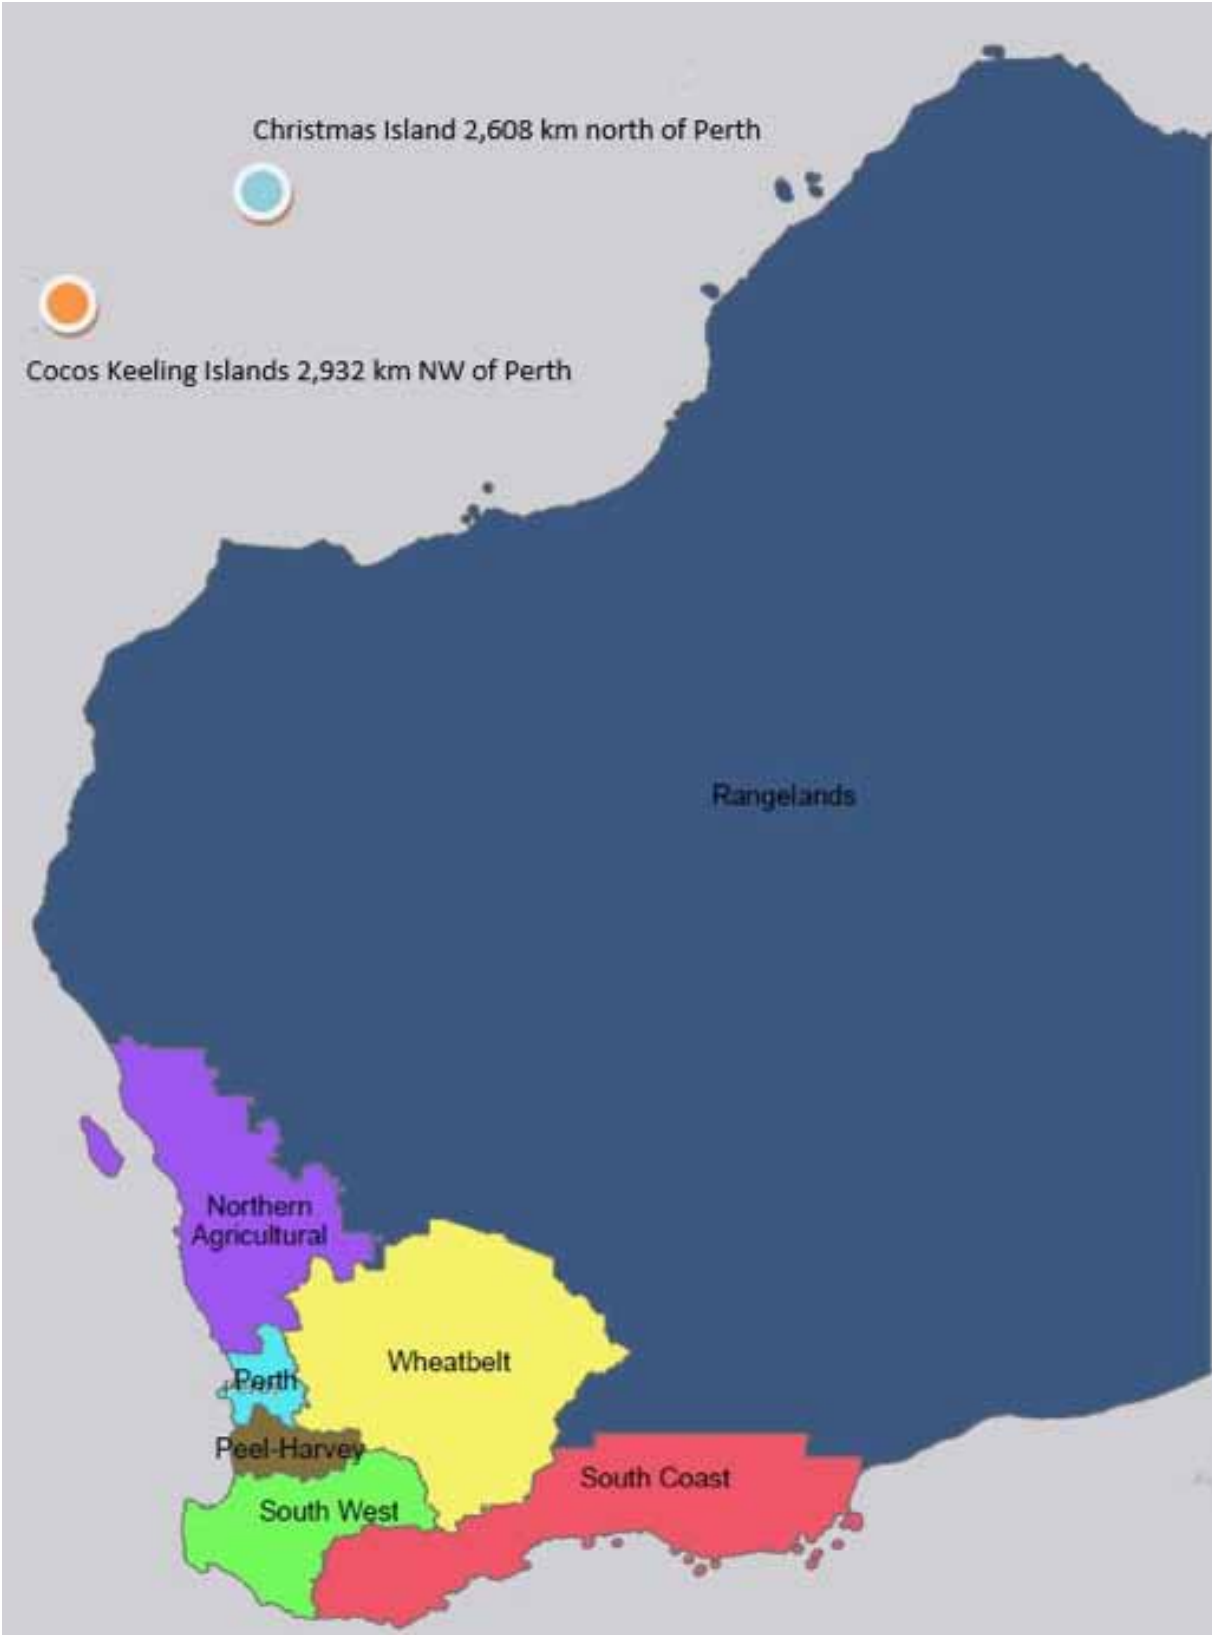 Christmas Island 2,608 km north of Perth
Cocos Keeling Islands 2,932 km NW of Perth
Rangelands
Northern
Agricultural
Wheatbelt
Perth
Peel-Harvey
South Coast
South West